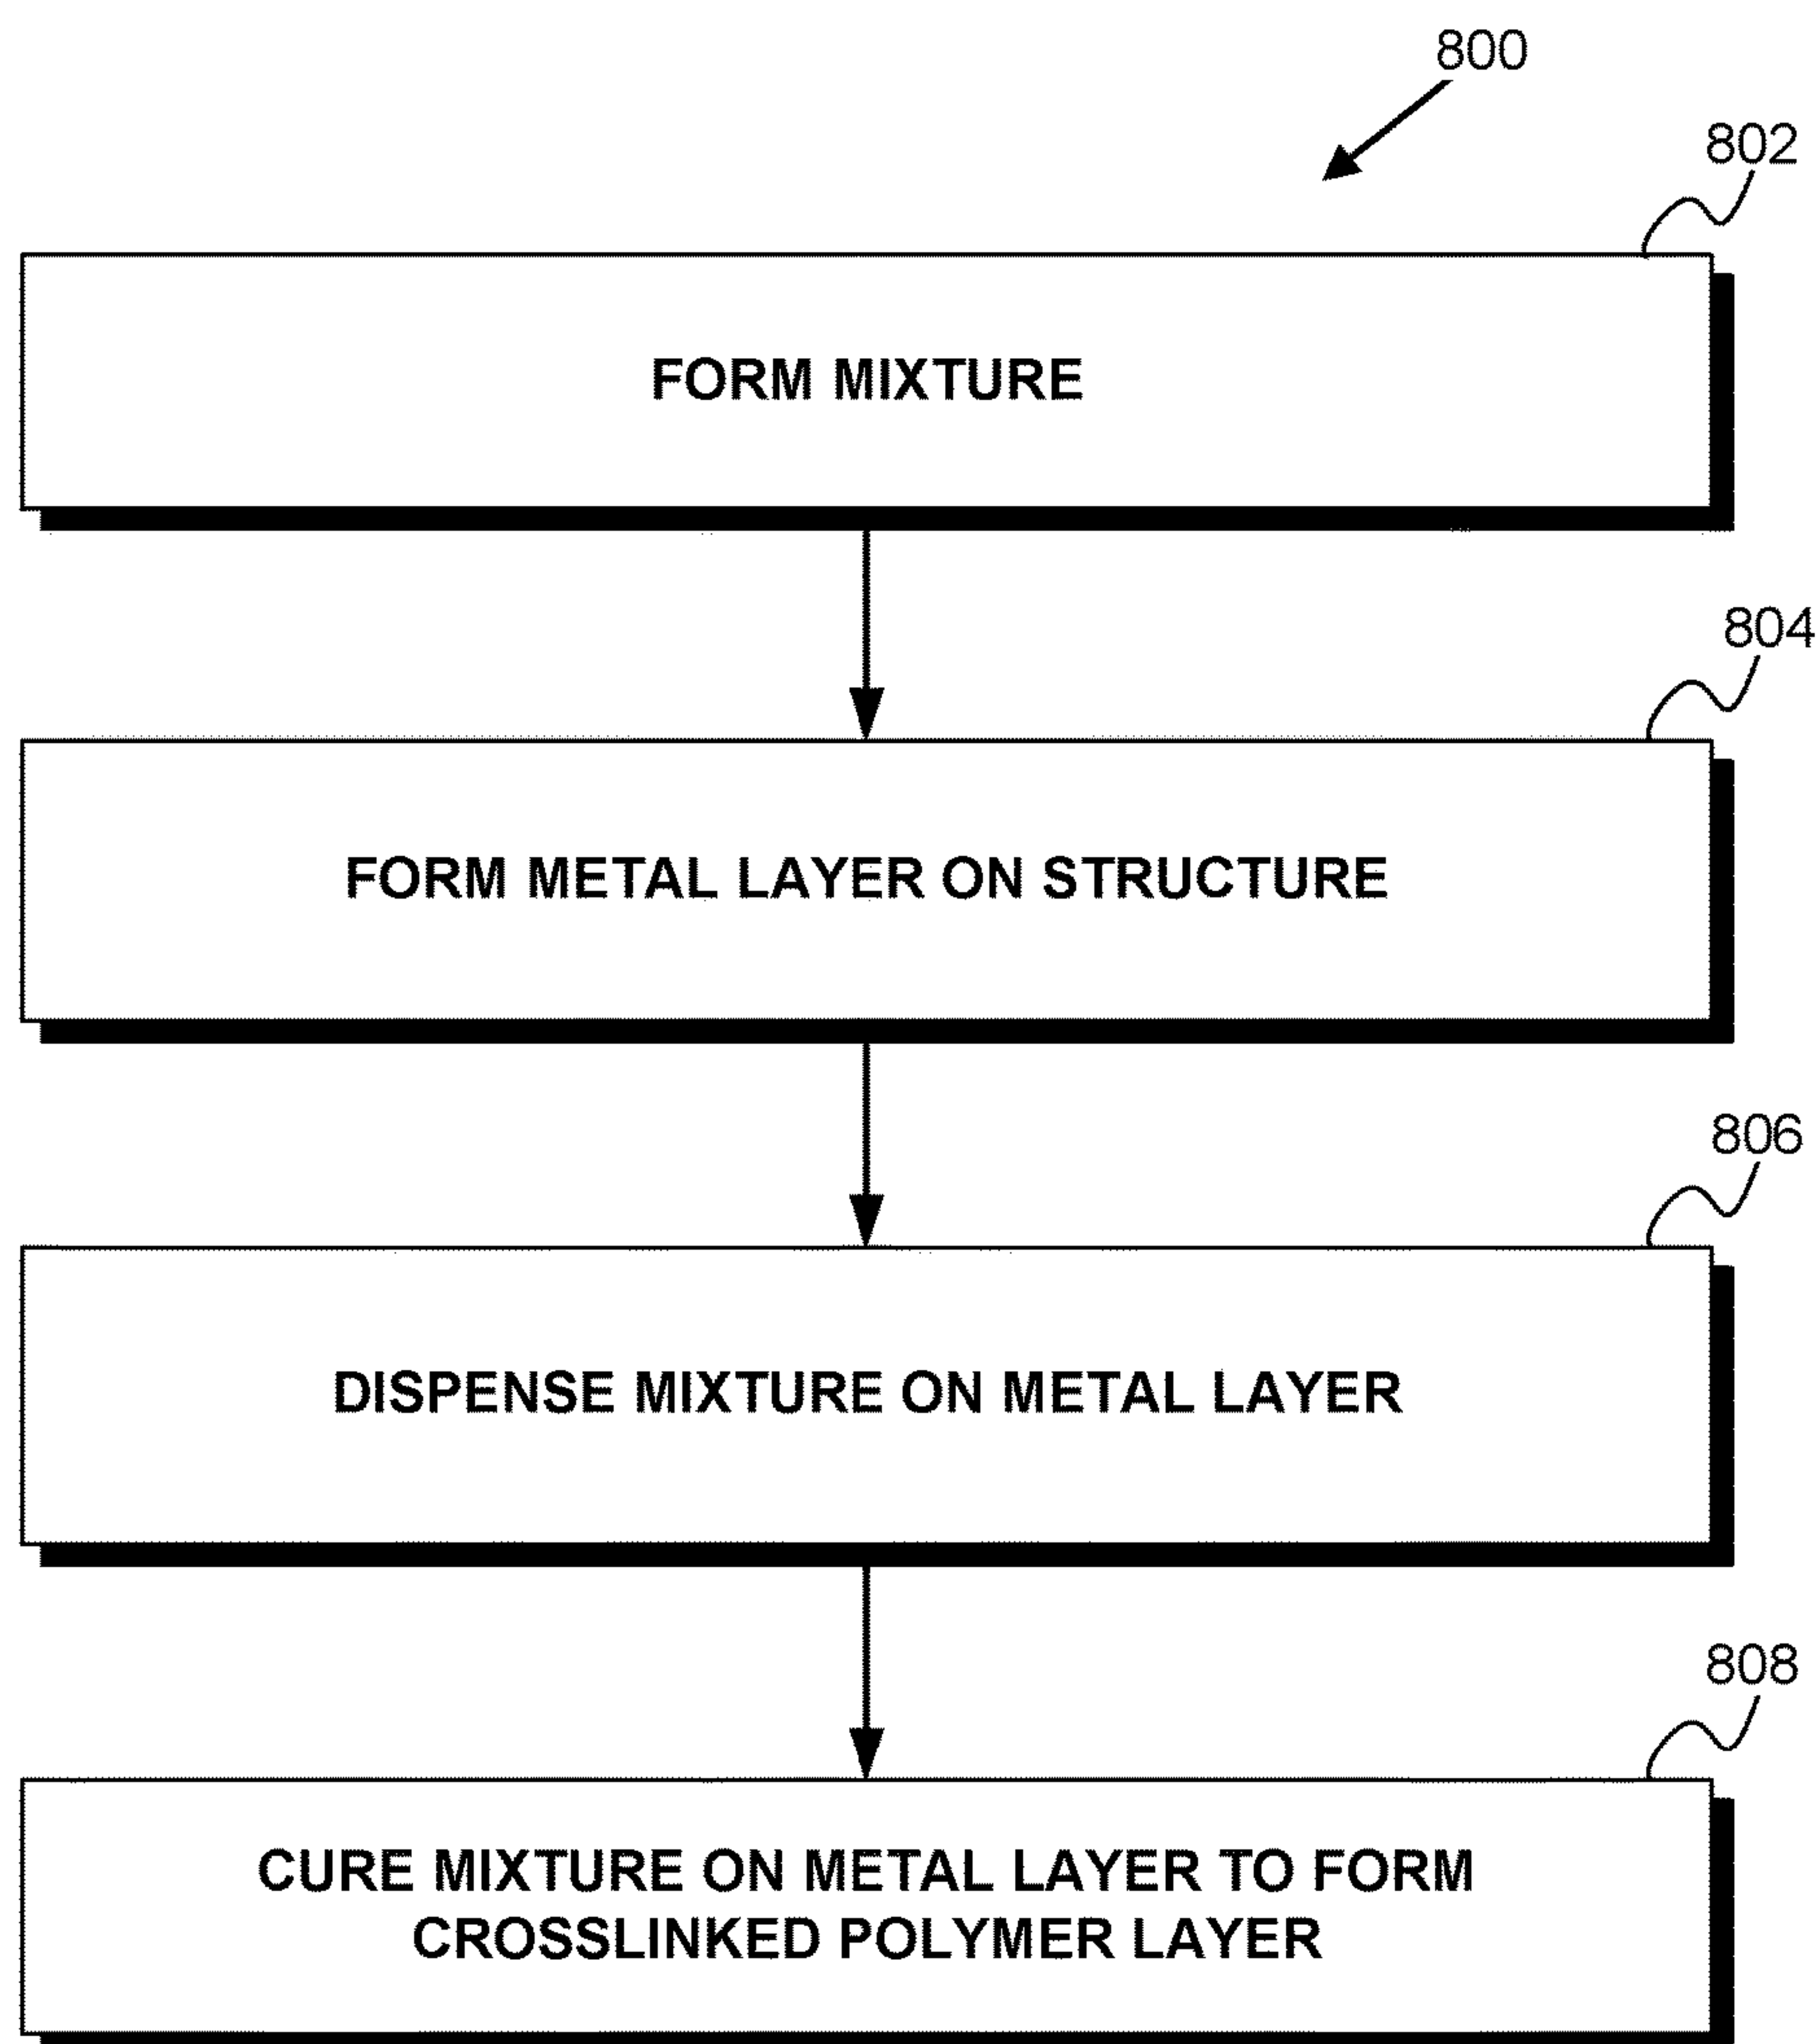 800
802
FORM MIXTURE
804
FORM METAL LAYER ON STRUCTURE
806
DISPENSE MIXTURE ON METAL LAYER
808
CURE MIXTURE ON METAL LAYER TO FORM
CROSSLINKED POLYMER LAYER